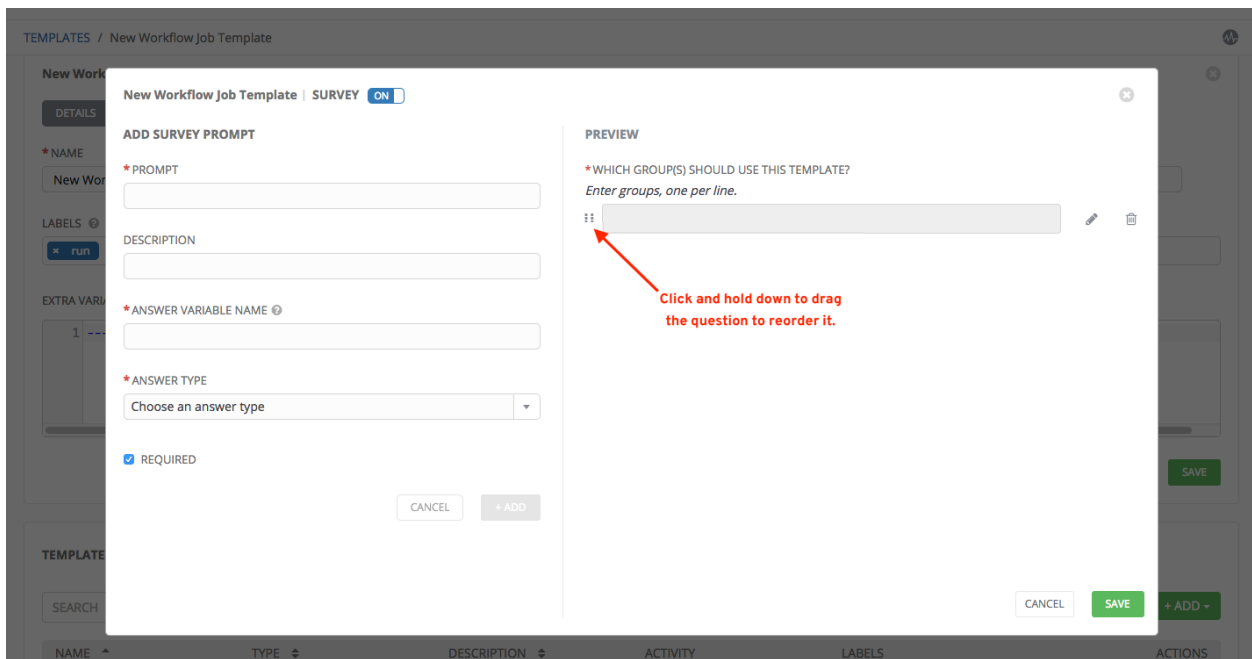 TEMPLATES / New Workflow Job Template
New Work
DETAILS
* NAME
New Wor
LABELS
× run
EXTRA VARIA
1 ---
SAVE
New Workflow Job Template | SURVEY ON
ADD SURVEY PROMPT
* PROMPT
DESCRIPTION
* ANSWER VARIABLE NAME
* ANSWER TYPE
Choose an answer type
REQUIRED
CANCEL + ADD
PREVIEW
* WHICH GROUP(S) SHOULD USE THIS TEMPLATE?
Enter groups, one per line.
Click and hold down to drag
the question to reorder it.
CANCEL SAVE
TEMPLATE
SEARCH
+ ADD
NAME TYPE DESCRIPTION ACTIVITY LABELS ACTIONS